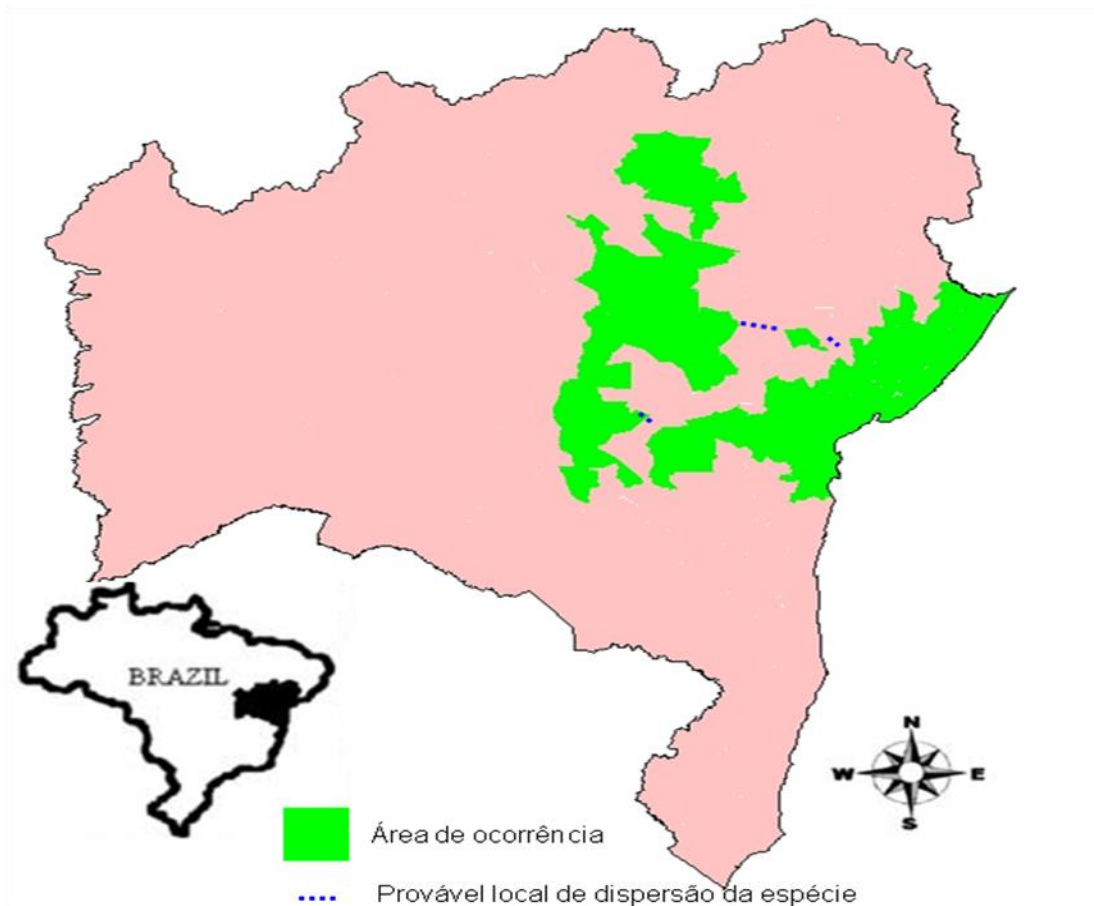 BRAZIL
N
W E
S
Área de ocorrência
Provável local de dispersão da espécie